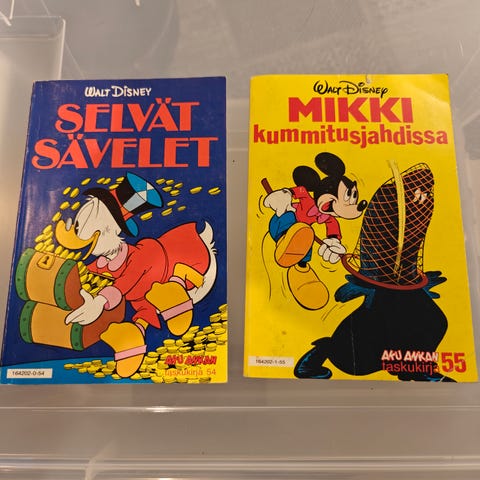 WALT DISNEY
SELVÄT
SÄVELET
164202-0-54
AKU ANKAN
taskukirja 54
WALT DISNEY
MIKKI
kummitusjahdissa
164202-1-55
AKU ANKAN
taskukirja 55